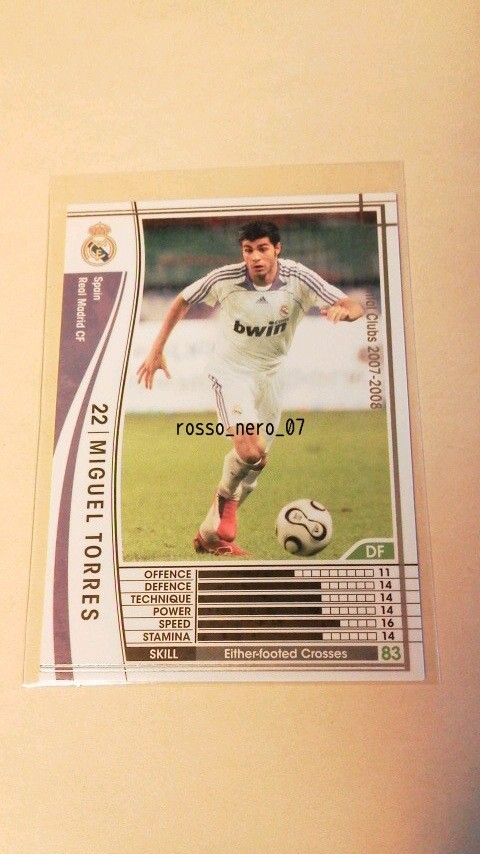 Spain
Real Madrid CF
22 | MIGUEL TORRES
Clubs 2007-2008
bwin
adidas
rosso_nero_07
DF
OFFENCE 11
DEFENCE 14
TECHNIQUE 14
POWER 14
SPEED 16
STAMINA 14
SKILL Either-footed Crosses 83